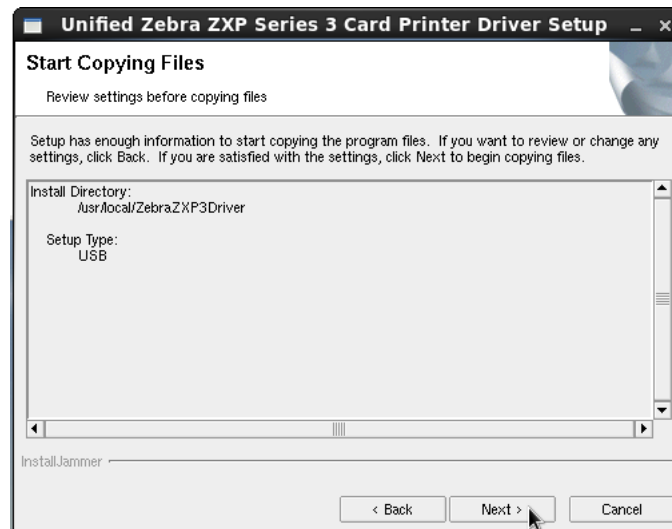 Unified Zebra ZXP Series 3 Card Printer Driver Setup
Start Copying Files
Review settings before copying files
Setup has enough information to start copying the program files. If you want to review or change any
settings, click Back. If you are satisfied with the settings, click Next to begin copying files.
Install Directory:
/usr/local/ZebraZXP3Driver
Setup Type:
USB
InstallJammer
< Back
Next >
Cancel